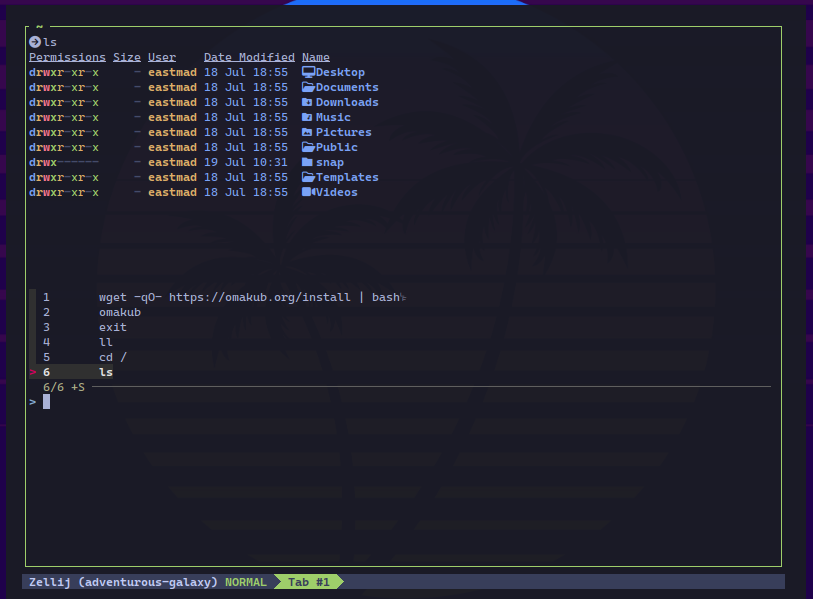 ~
ls
Permissions Size User Date Modified Name
drwxr-xr-x - eastmad 18 Jul 18:55 Desktop
drwxr-xr-x - eastmad 18 Jul 18:55 Documents
drwxr-xr-x - eastmad 18 Jul 18:55 Downloads
drwxr-xr-x - eastmad 18 Jul 18:55 Music
drwxr-xr-x - eastmad 18 Jul 18:55 Pictures
drwxr-xr-x - eastmad 18 Jul 18:55 Public
drwx------ - eastmad 19 Jul 10:31 snap
drwxr-xr-x - eastmad 18 Jul 18:55 Templates
drwxr-xr-x - eastmad 18 Jul 18:55 Videos
1 wget -qO- https://omakub.org/install | bash
2 omakub
3 exit
4 ll
5 cd /
> 6 ls
6/6 +S
>
Zellij (adventurous-galaxy) NORMAL Tab #1